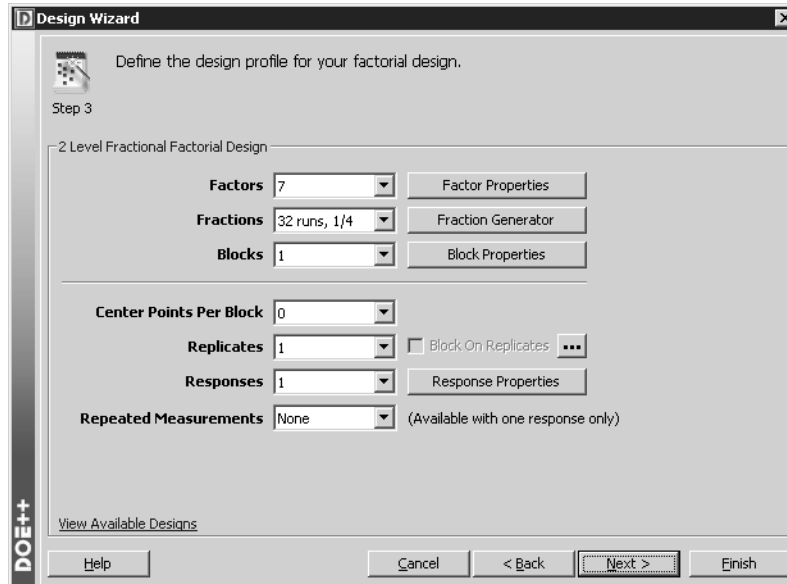 Design Wizard
Define the design profile for your factorial design.
Step 3
2 Level Fractional Factorial Design
Factors 7 Factor Properties
Fractions 32 runs, 1/4 Fraction Generator
Blocks 1 Block Properties
Center Points Per Block 0
Replicates 1 Block On Replicates ...
Responses 1 Response Properties
Repeated Measurements None (Available with one response only)
View Available Designs
DOE++
Help Cancel < Back Next > Finish